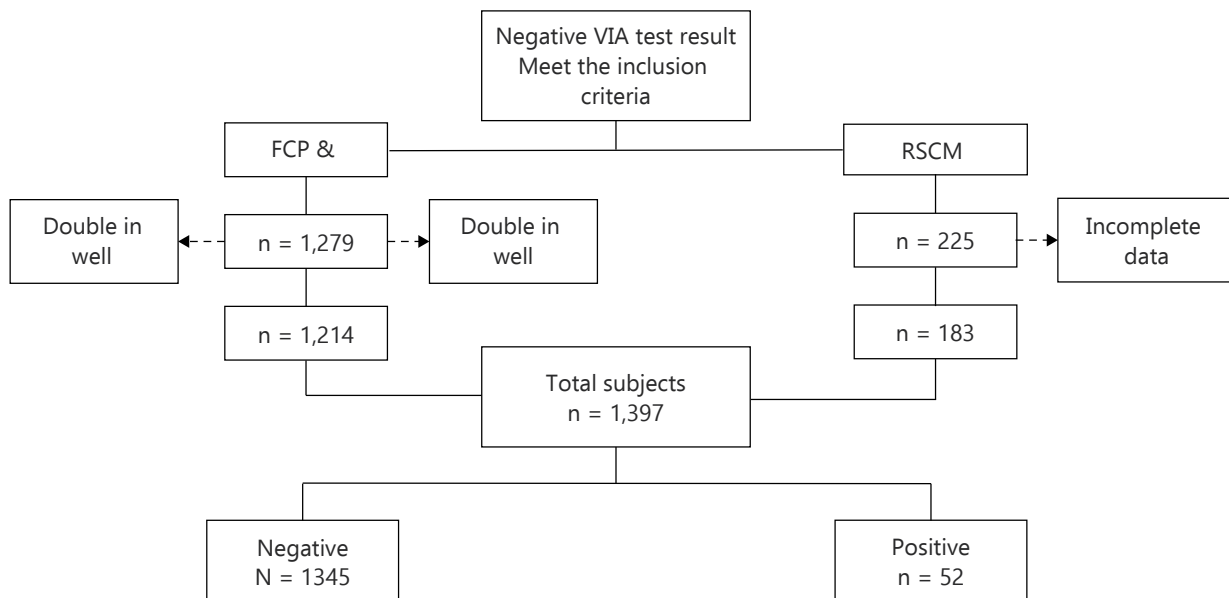 Negative VIA test result
Meet the inclusion
criteria
FCP &
RSCM
Double in
well
n = 1,279
Double in
well
n = 225
Incomplete
data
n = 1,214
n = 183
Total subjects
n = 1,397
Negative
N = 1345
Positive
n = 52